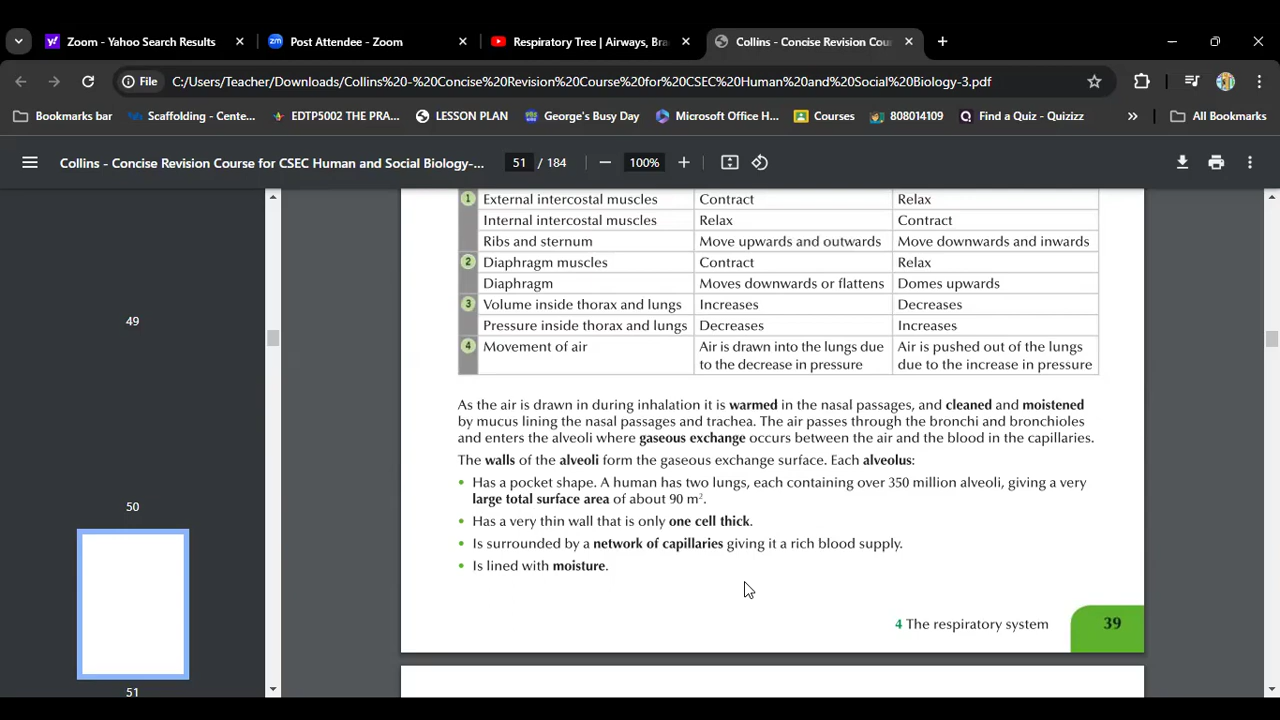 Zoom - Yahoo Search Results
Post Attendee - Zoom
Respiratory Tree | Airways, Bra
Collins - Concise Revision Cou
File C:/Users/Teacher/Downloads/Collins%20-%20Concise%20Revision%20Course%20for%20CSEC%20Human%20and%20Social%20Biology-3.pdf
Bookmarks bar Scaffolding - Cente... EDTP5002 THE PRA... LESSON PLAN George's Busy Day Microsoft Office H... Courses 808014109 Find a Quiz - Quizizz » All Bookmarks
Collins - Concise Revision Course for CSEC Human and Social Biology-... 51 / 184 100%
49
50
51
1 External intercostal muscles Contract Relax
Internal intercostal muscles Relax Contract
Ribs and sternum Move upwards and outwards Move downwards and inwards
2 Diaphragm muscles Contract Relax
Diaphragm Moves downwards or flattens Domes upwards
3 Volume inside thorax and lungs Increases Decreases
Pressure inside thorax and lungs Decreases Increases
4 Movement of air Air is drawn into the lungs due Air is pushed out of the lungs
to the decrease in pressure due to the increase in pressure
As the air is drawn in during inhalation it is warmed in the nasal passages, and cleaned and moistened
by mucus lining the nasal passages and trachea. The air passes through the bronchi and bronchioles
and enters the alveoli where gaseous exchange occurs between the air and the blood in the capillaries.
The walls of the alveoli form the gaseous exchange surface. Each alveolus:
• Has a pocket shape. A human has two lungs, each containing over 350 million alveoli, giving a very
large total surface area of about 90 m².
• Has a very thin wall that is only one cell thick.
• Is surrounded by a network of capillaries giving it a rich blood supply.
• Is lined with moisture.
4 The respiratory system 39